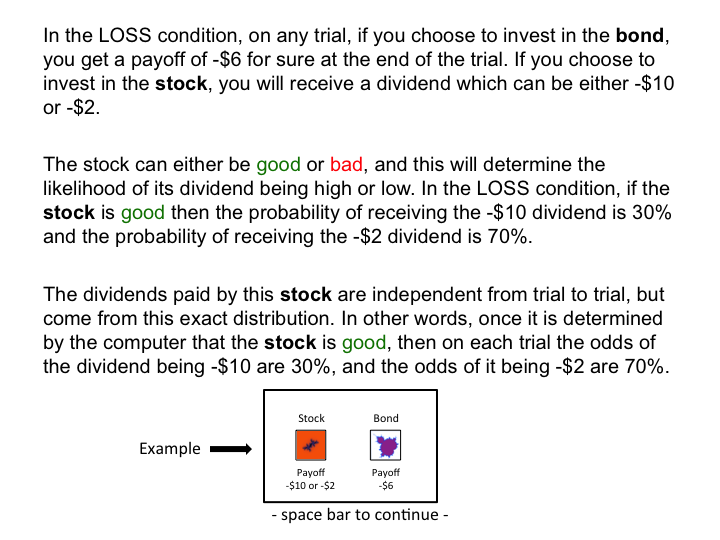 In the LOSS condition, on any trial, if you choose to invest in the bond,
you get a payoff of -$6 for sure at the end of the trial. If you choose to
invest in the stock, you will receive a dividend which can be either -$10
or -$2.
The stock can either be good or bad, and this will determine the
likelihood of its dividend being high or low. In the LOSS condition, if the
stock is good then the probability of receiving the -$10 dividend is 30%
and the probability of receiving the -$2 dividend is 70%.
The dividends paid by this stock are independent from trial to trial, but
come from this exact distribution. In other words, once it is determined
by the computer that the stock is good, then on each trial the odds of
the dividend being -$10 are 30%, and the odds of it being -$2 are 70%.
Example
Stock Bond
Payoff Payoff
-$10 or -$2 -$6
- space bar to continue -